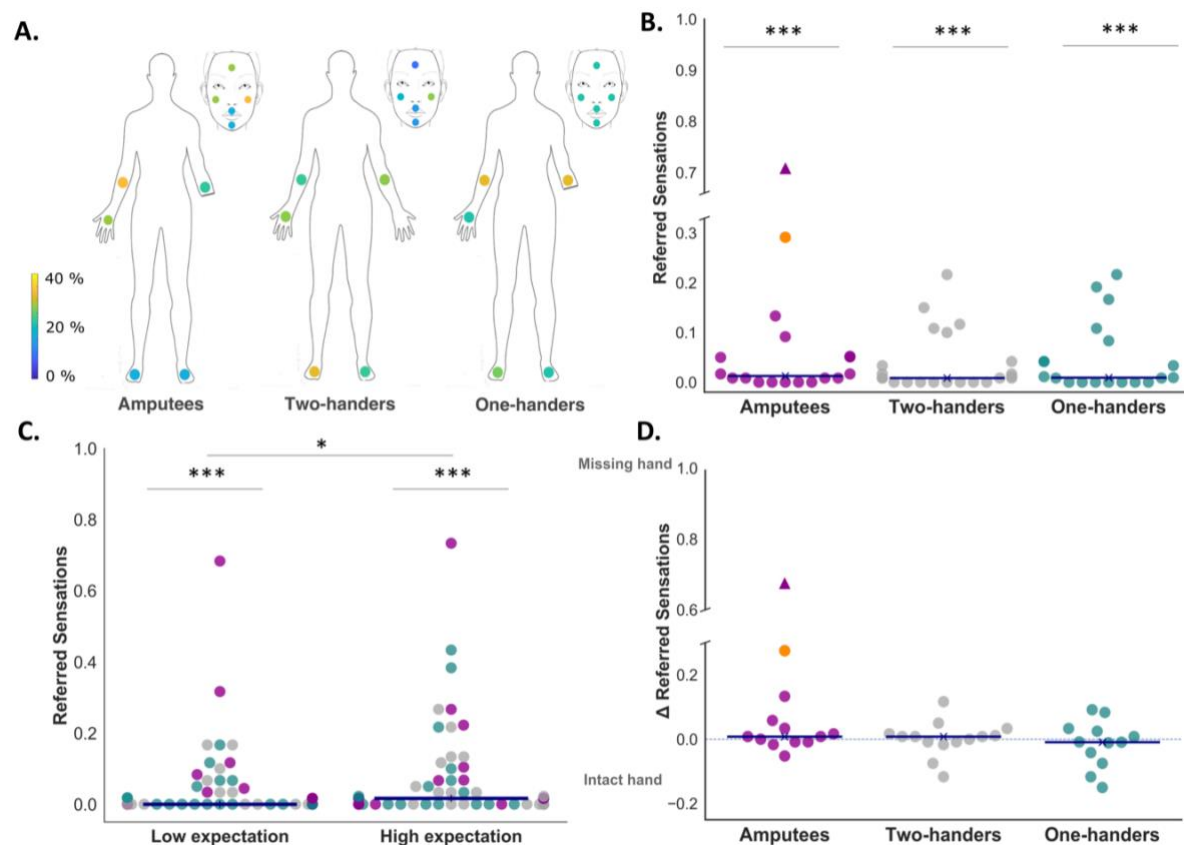 A.
40 %
20 %
0 %
Amputees
Two-handers
One-handers
B.
Referred Sensations
1.0
0.9
0.8
0.7
0.3
0.2
0.1
0.0
***
***
***
Amputees
Two-handers
One-handers
C.
Referred Sensations
1.0
0.8
0.6
0.4
0.2
0.0
*
***
***
Low expectation
High expectation
D.
Missing hand
Intact hand
Δ Referred Sensations
1.0
0.8
0.6
0.2
0.0
−0.2
Amputees
Two-handers
One-handers